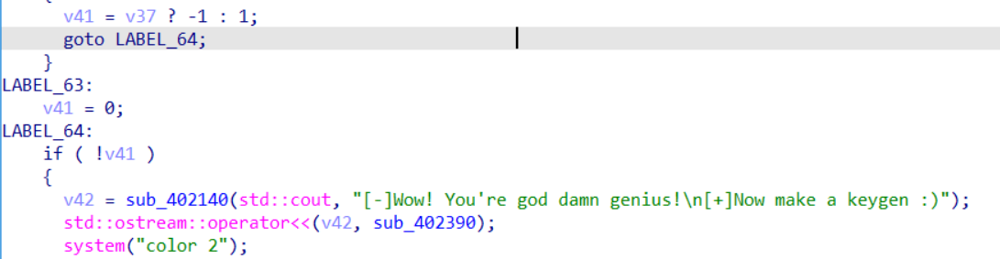 {
v41 = v37 ? -1 : 1;
goto LABEL_64;
}
LABEL_63:
v41 = 0;
LABEL_64:
if ( !v41 )
{
v42 = sub_402140(std::cout, "[-]Wow! You're god damn genius!\n[+]Now make a keygen :)");
std::ostream::operator<<(v42, sub_402390);
system("color 2");